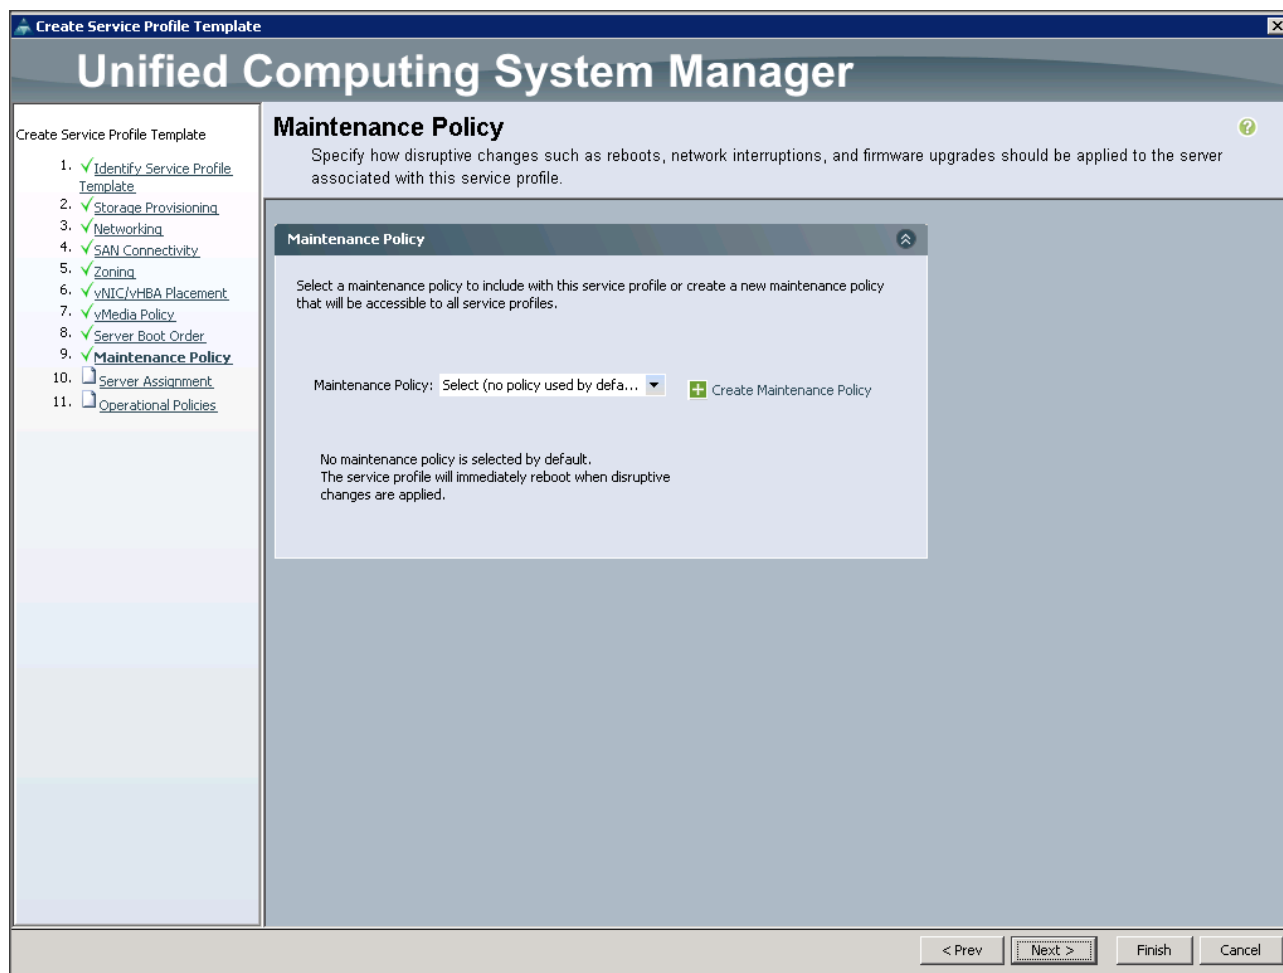 Create Service Profile Template
Unified Computing System Manager
Create Service Profile Template
1. Identify Service Profile
Template
2. Storage Provisioning
3. Networking
4. SAN Connectivity
5. Zoning
6. vNIC/vHBA Placement
7. vMedia Policy
8. Server Boot Order
9. Maintenance Policy
10. Server Assignment
11. Operational Policies
Maintenance Policy
Specify how disruptive changes such as reboots, network interruptions, and firmware upgrades should be applied to the server
associated with this service profile.
Maintenance Policy
Select a maintenance policy to include with this service profile or create a new maintenance policy
that will be accessible to all service profiles.
Maintenance Policy: Select (no policy used by defa... Create Maintenance Policy
No maintenance policy is selected by default.
The service profile will immediately reboot when disruptive
changes are applied.
< Prev Next > Finish Cancel